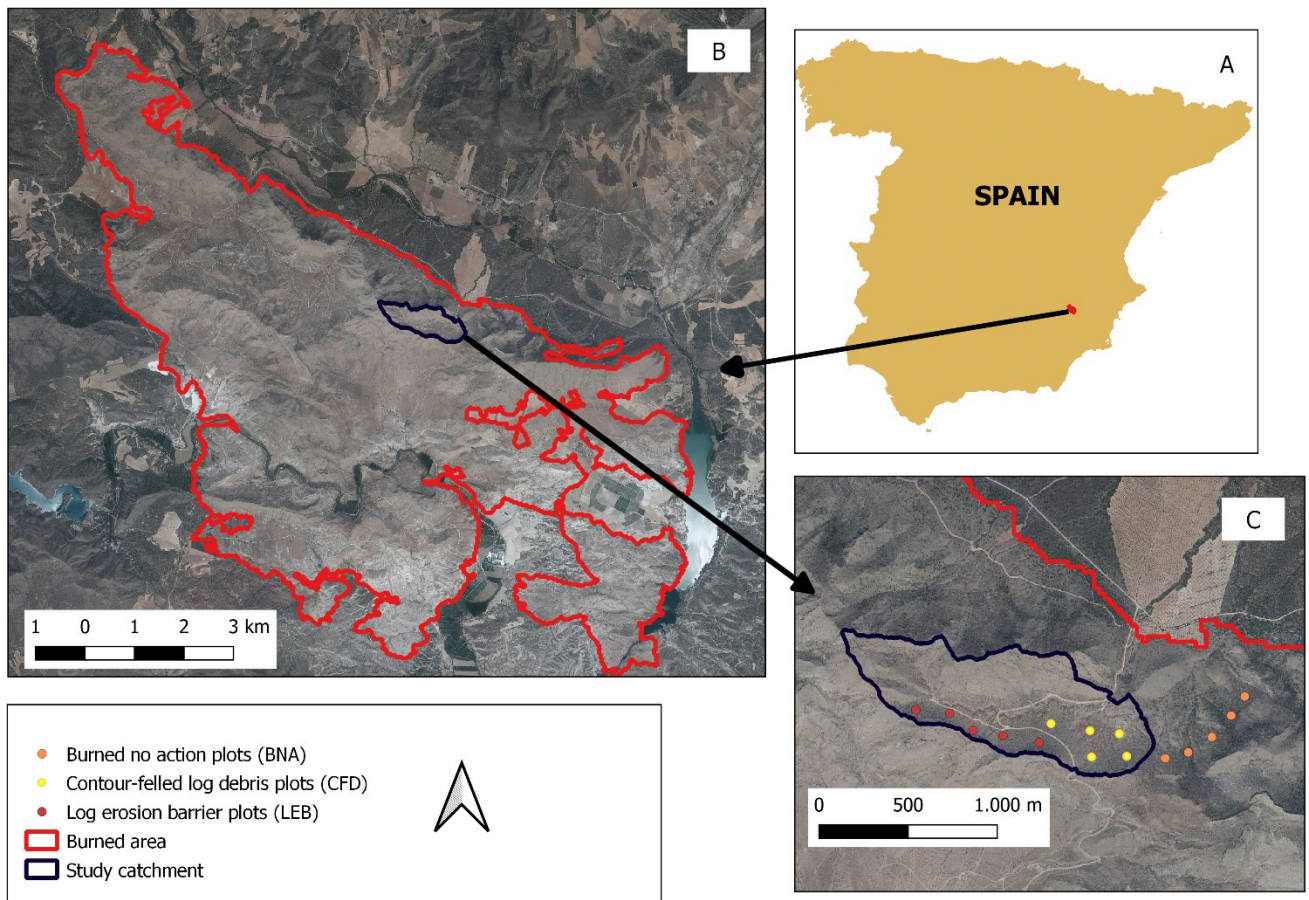 B
A
SPAIN
1 0 1 2 3 km
C
0 500 1.000 m
Burned no action plots (BNA)
Contour-felled log debris plots (CFD)
Log erosion barrier plots (LEB)
Burned area
Study catchment